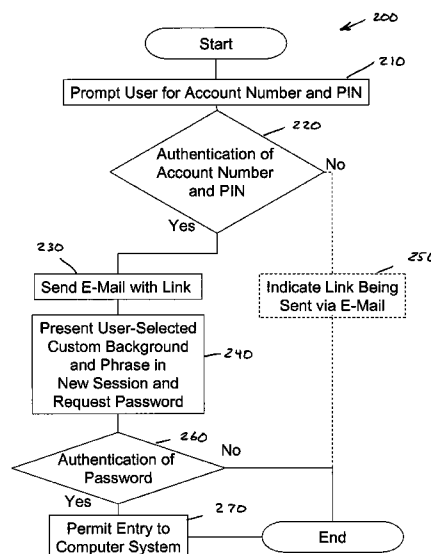 200
Start
210
Prompt User for Account Number and PIN
220
Authentication of
Account Number
and PIN
No
Yes
230
250
Send E-Mail with Link
Indicate Link Being
Sent via E-Mail
Present User-Selected
Custom Background
and Phrase in
New Session and
Request Password
240
260
Authentication of
Password
No
Yes
270
Permit Entry to
Computer System
End